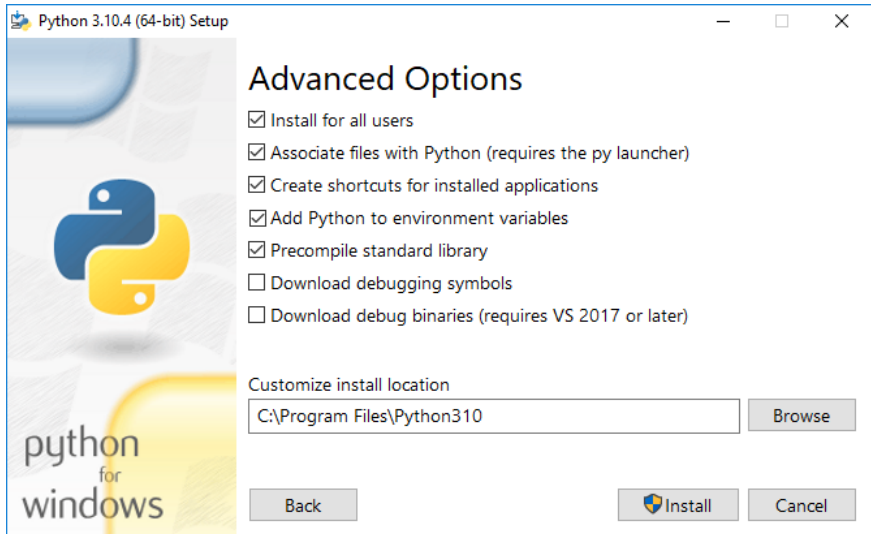 Python 3.10.4 (64-bit) Setup
Advanced Options
Install for all users
Associate files with Python (requires the py launcher)
Create shortcuts for installed applications
Add Python to environment variables
Precompile standard library
Download debugging symbols
Download debug binaries (requires VS 2017 or later)
Customize install location
C:\Program Files\Python310
Browse
python
for
windows
Back
Install
Cancel